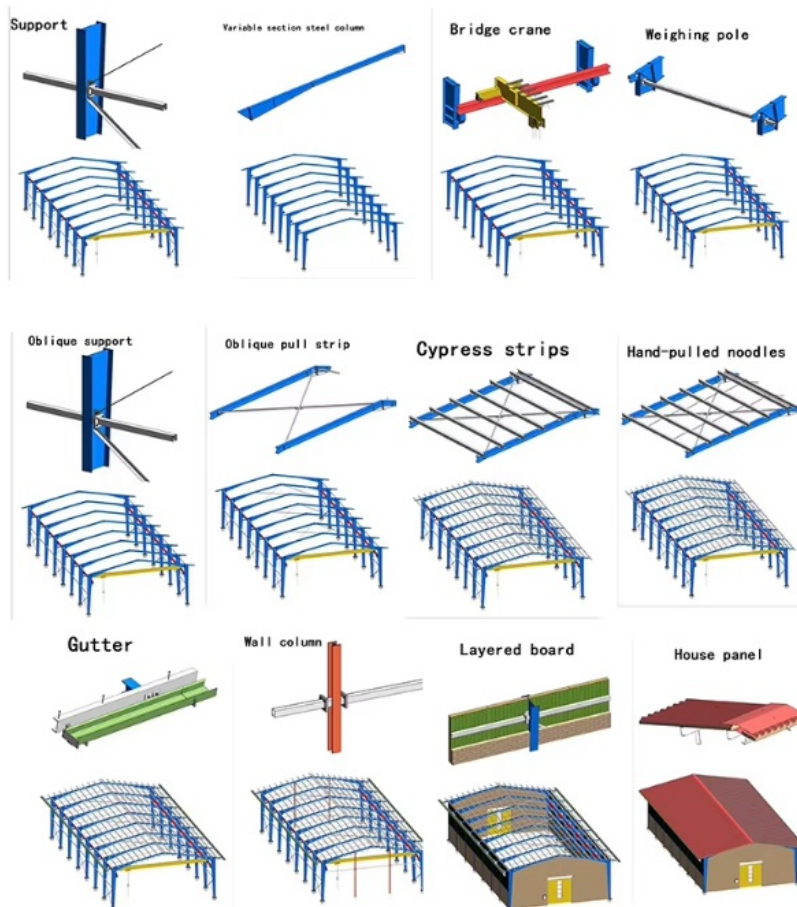 Support
Variable section steel column
Bridge crane
Weighing pole
Oblique support
Oblique pull strip
Cypress strips
Hand-pulled noodles
Gutter
Wall column
Layered board
House panel